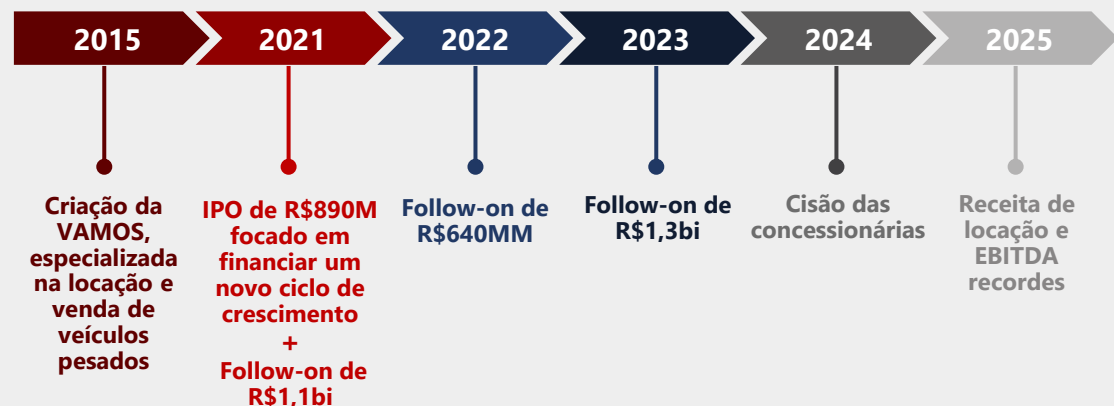 2015
2021
2022
2023
2024
2025
Criação da
VAMOS,
especializada
na locação e
venda de
veículos
pesados
IPO de R$890M
focado em
financiar um
novo ciclo de
crescimento
+
Follow-on de
R$1,1bi
Follow-on de
R$640MM
Follow-on de
R$1,3bi
Cisão das
concessionárias
Receita de
locação e
EBITDA
recordes